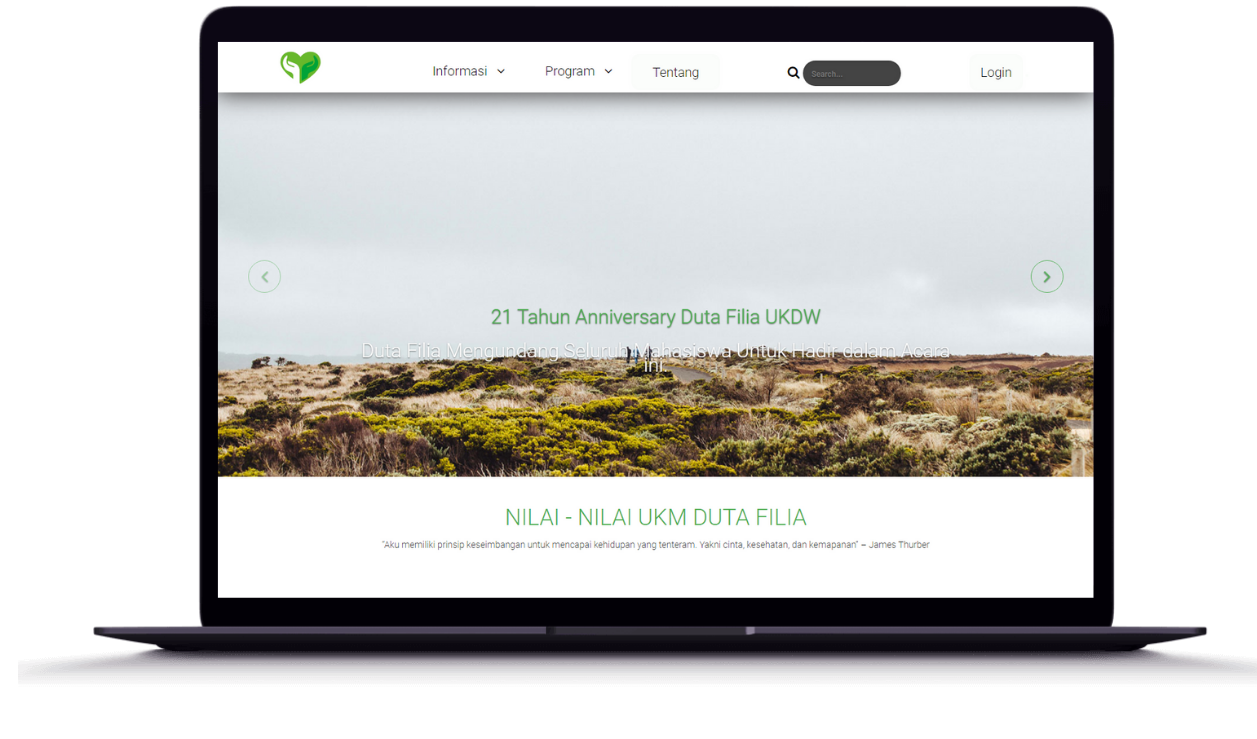 Informasi Program Tentang Search... Login
21 Tahun Anniversary Duta Filia UKDW
Duta Filia Mengundang Seluruh Mahasiswa Untuk Hadir dalam Acara
Ini.
NILAI - NILAI UKM DUTA FILIA
"Aku memiliki prinsip keseimbangan untuk mencapai kehidupan yang tenteram. Yakni cinta, kesehatan, dan kemapanan" – James Thurber